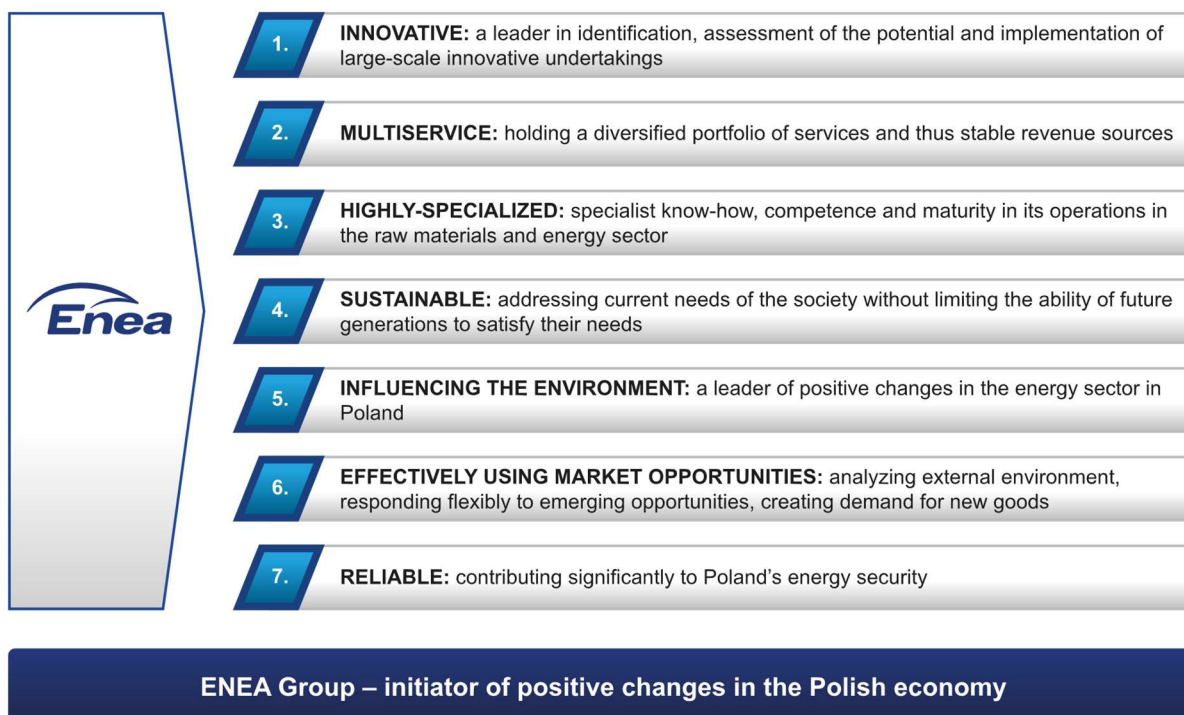 Enea
1.
INNOVATIVE: a leader in identification, assessment of the potential and implementation of
large-scale innovative undertakings
2.
MULTISERVICE: holding a diversified portfolio of services and thus stable revenue sources
3.
HIGHLY-SPECIALIZED: specialist know-how, competence and maturity in its operations in
the raw materials and energy sector
4.
SUSTAINABLE: addressing current needs of the society without limiting the ability of future
generations to satisfy their needs
5.
INFLUENCING THE ENVIRONMENT: a leader of positive changes in the energy sector in
Poland
6.
EFFECTIVELY USING MARKET OPPORTUNITIES: analyzing external environment,
responding flexibly to emerging opportunities, creating demand for new goods
7.
RELIABLE: contributing significantly to Poland’s energy security
ENEA Group – initiator of positive changes in the Polish economy